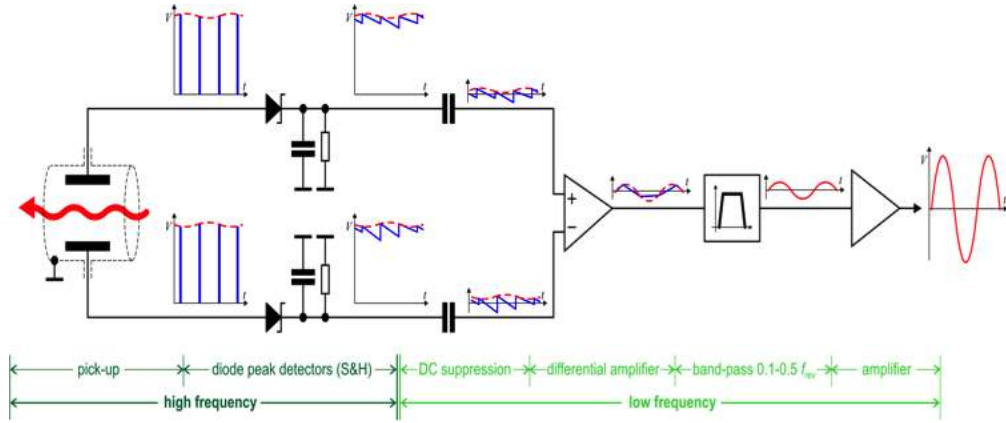 V
t
V
t
t
V
t
V
t
t
+
−
t
t
V
t
pick-up
diode peak detectors (S&H)
DC suppression
differential amplifier
band-pass 0.1-0.5 frev
amplifier
high frequency
low frequency